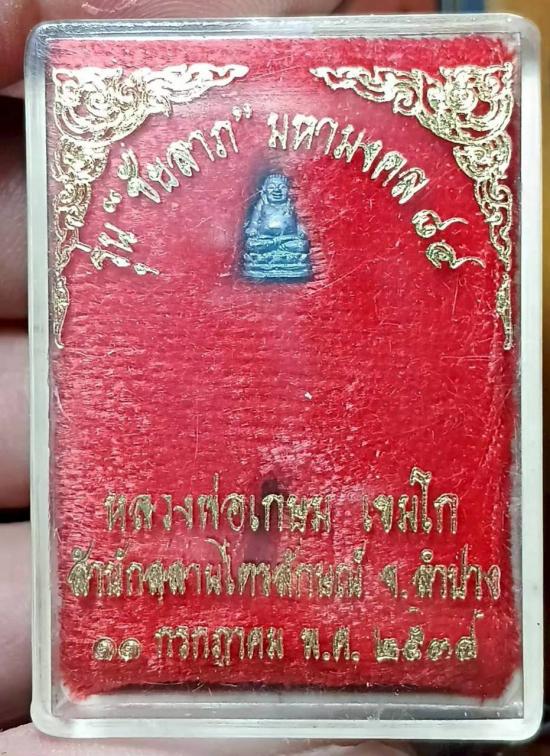 รุ่น “ชัยลาภ” มหามงคล ๘๔
หลวงพ่อเกษม เขมโก
สำนักสุสานไตรลักษณ์ จ.ลำปาง
๑๑ กรกฎาคม พ.ศ. ๒๕๓๘